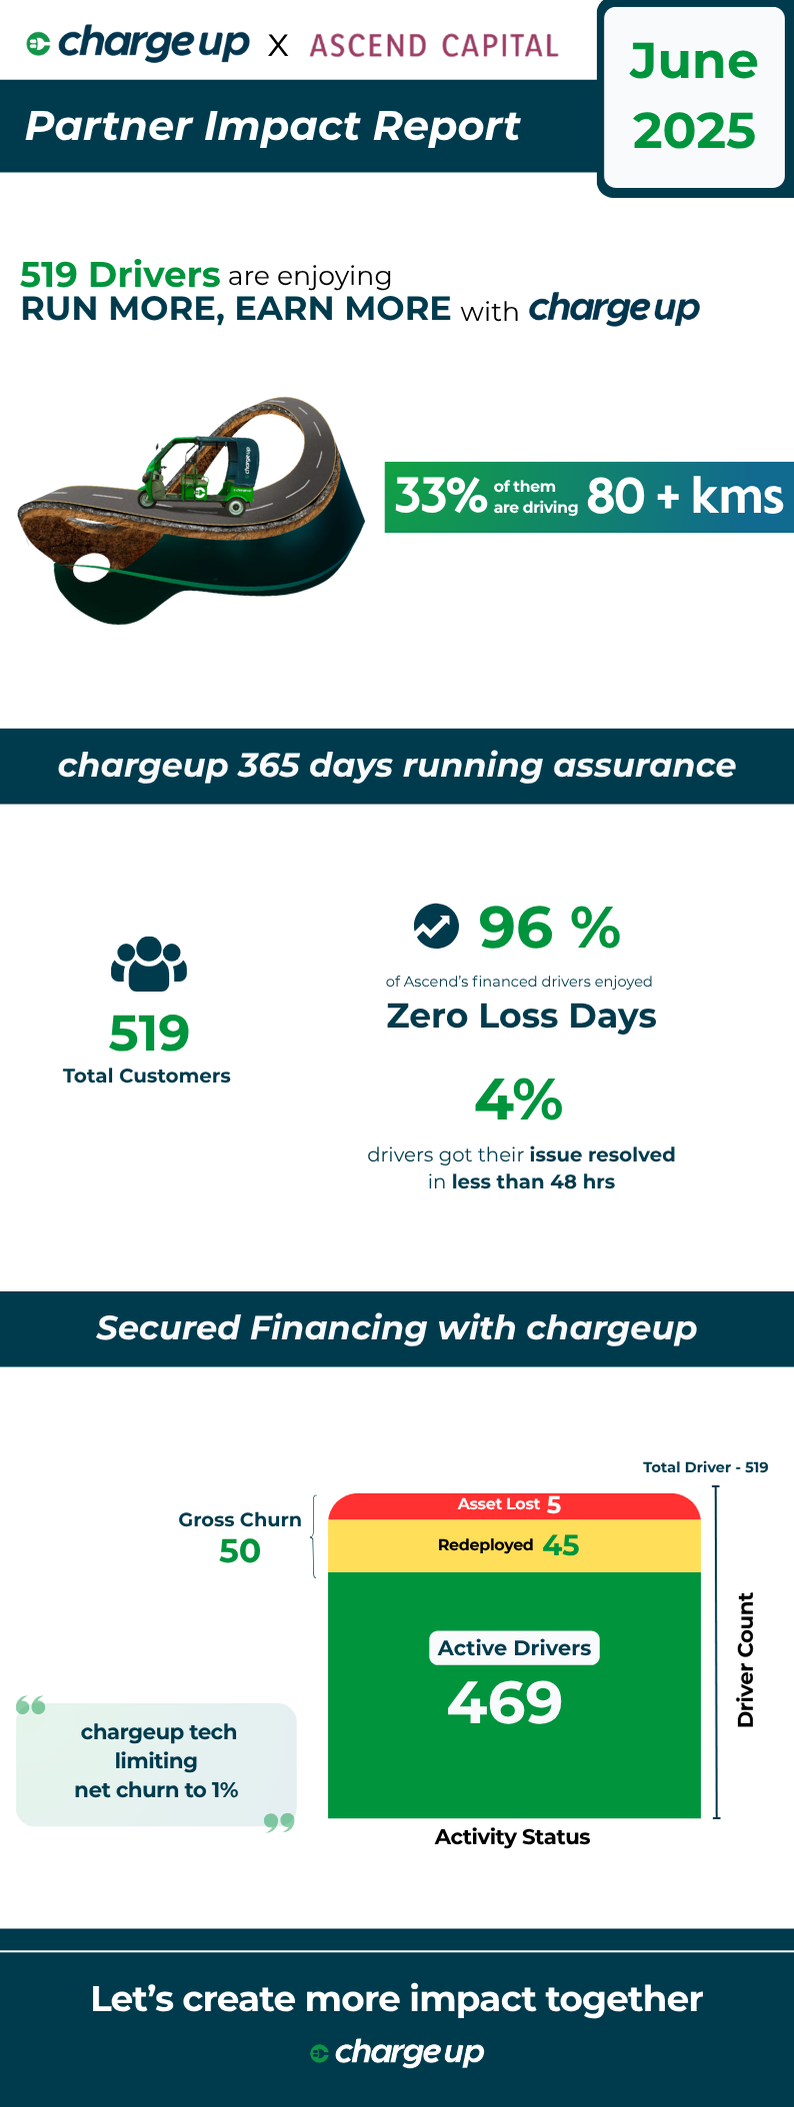 chargeup X ASCEND CAPITAL
June
2025
Partner Impact Report
519 Drivers are enjoying
RUN MORE, EARN MORE with chargeup
33% of them are driving 80 + kms
chargeup 365 days running assurance
519
Total Customers
96 %
of Ascend's financed drivers enjoyed
Zero Loss Days
4%
drivers got their issue resolved
in less than 48 hrs
Secured Financing with chargeup
Total Driver - 519
Asset Lost 5
Gross Churn
50
Redeployed 45
Active Drivers
469
Driver Count
“
chargeup tech
limiting
net churn to 1%
”
Activity Status
Let's create more impact together
chargeup